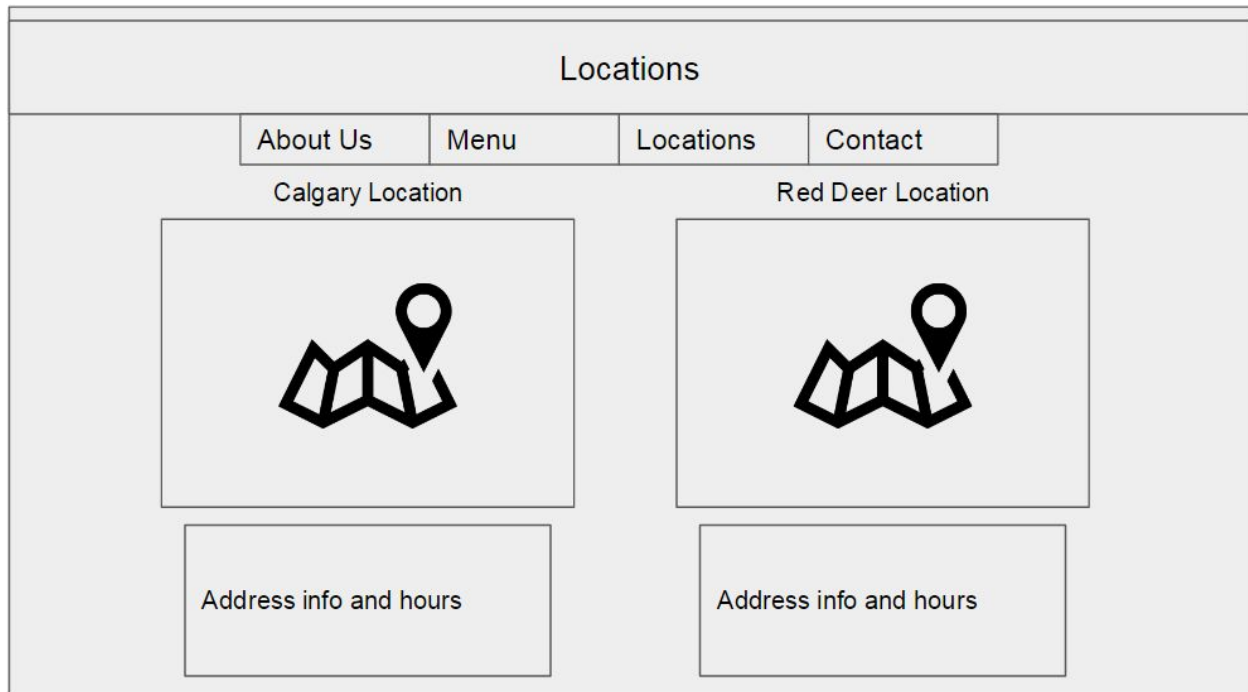 Locations
About Us
Menu
Locations
Contact
Calgary Location
Red Deer Location
Address info and hours
Address info and hours